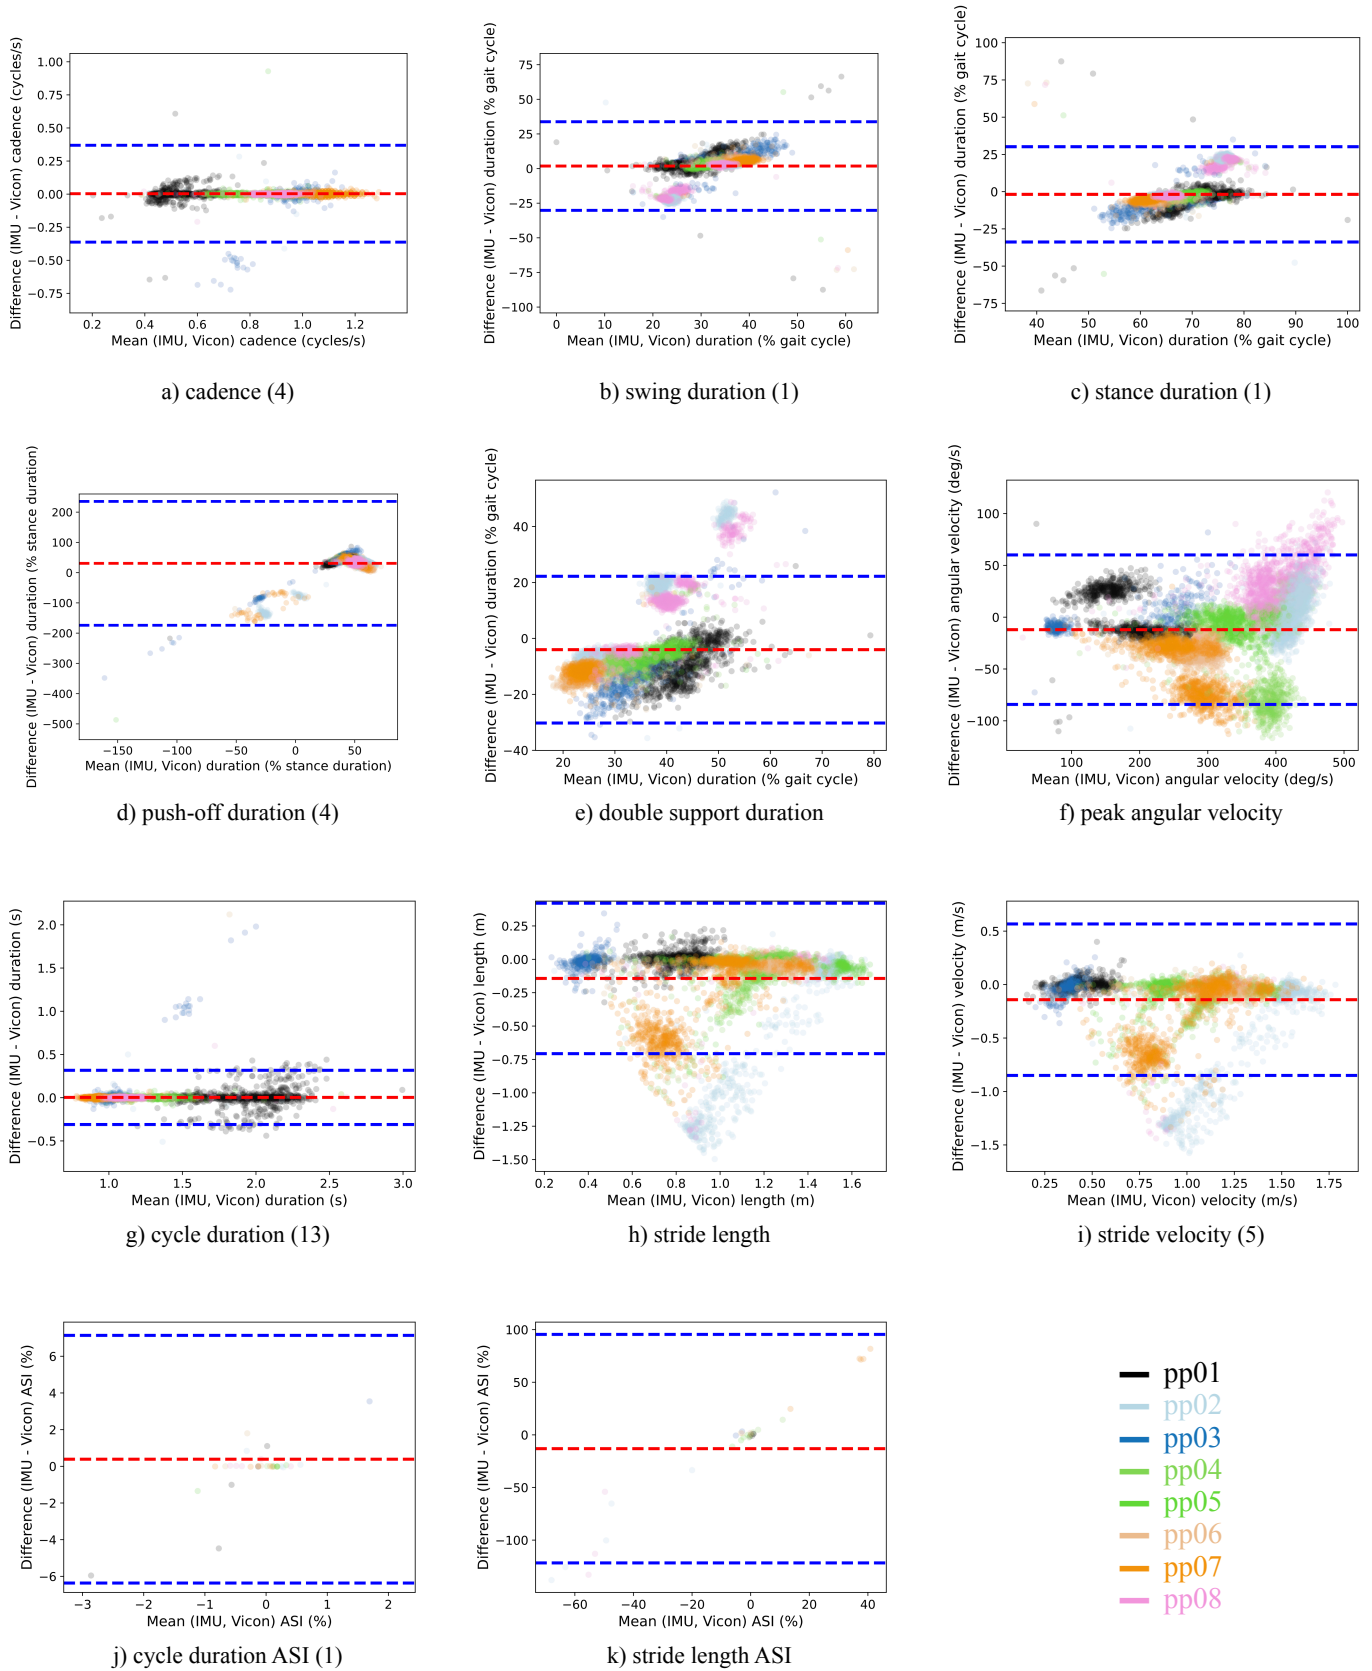 Difference (IMU - Vicon) cadence (cycles/s)
1.00
0.75
0.50
0.25
0.00
−0.25
−0.50
−0.75
0.2 0.4 0.6 0.8 1.0 1.2
Mean (IMU, Vicon) cadence (cycles/s)
a) cadence (4)
Difference (IMU - Vicon) duration (% gait cycle)
75
50
25
0
−25
−50
−75
−100
0 10 20 30 40 50 60
Mean (IMU, Vicon) duration (% gait cycle)
b) swing duration (1)
Difference (IMU - Vicon) duration (% gait cycle)
100
75
50
25
0
−25
−50
−75
40 50 60 70 80 90 100
Mean (IMU, Vicon) duration (% gait cycle)
c) stance duration (1)
Difference (IMU - Vicon) duration (% stance duration)
200
100
0
−100
−200
−300
−400
−500
−150 −100 −50 0 50
Mean (IMU, Vicon) duration (% stance duration)
d) push-off duration (4)
Difference (IMU - Vicon) duration (% gait cycle)
40
20
0
−20
−40
20 30 40 50 60 70 80
Mean (IMU, Vicon) duration (% gait cycle)
e) double support duration
Difference (IMU - Vicon) angular velocity (deg/s)
100
50
0
−50
−100
100 200 300 400 500
Mean (IMU, Vicon) angular velocity (deg/s)
f) peak angular velocity
Difference (IMU - Vicon) duration (s)
2.0
1.5
1.0
0.5
0.0
−0.5
1.0 1.5 2.0 2.5 3.0
Mean (IMU, Vicon) duration (s)
g) cycle duration (13)
Difference (IMU - Vicon) length (m)
0.25
0.00
−0.25
−0.50
−0.75
−1.00
−1.25
−1.50
0.2 0.4 0.6 0.8 1.0 1.2 1.4 1.6
Mean (IMU, Vicon) length (m)
h) stride length
Difference (IMU - Vicon) velocity (m/s)
0.5
0.0
−0.5
−1.0
−1.5
0.25 0.50 0.75 1.00 1.25 1.50 1.75
Mean (IMU, Vicon) velocity (m/s)
i) stride velocity (5)
Difference (IMU - Vicon) ASI (%)
6
4
2
0
−2
−4
−6
−3 −2 −1 0 1 2
Mean (IMU, Vicon) ASI (%)
j) cycle duration ASI (1)
Difference (IMU - Vicon) ASI (%)
100
50
0
−50
−100
−60 −40 −20 0 20 40
Mean (IMU, Vicon) ASI (%)
k) stride length ASI
pp01
pp02
pp03
pp04
pp05
pp06
pp07
pp08